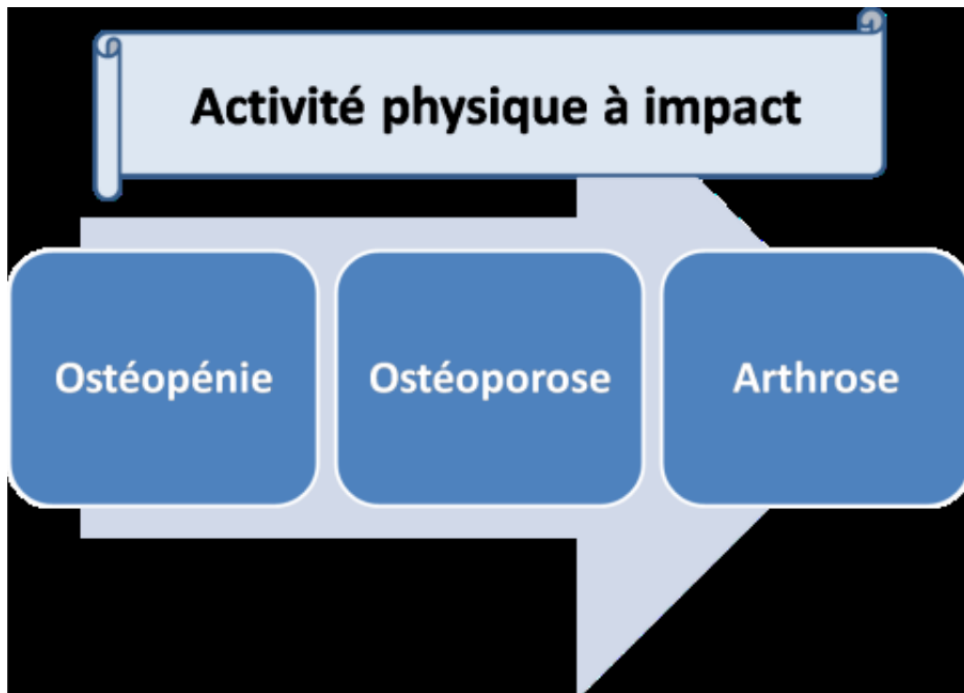 Activité physique à impact
Ostéopénie
Ostéoporose
Arthrose